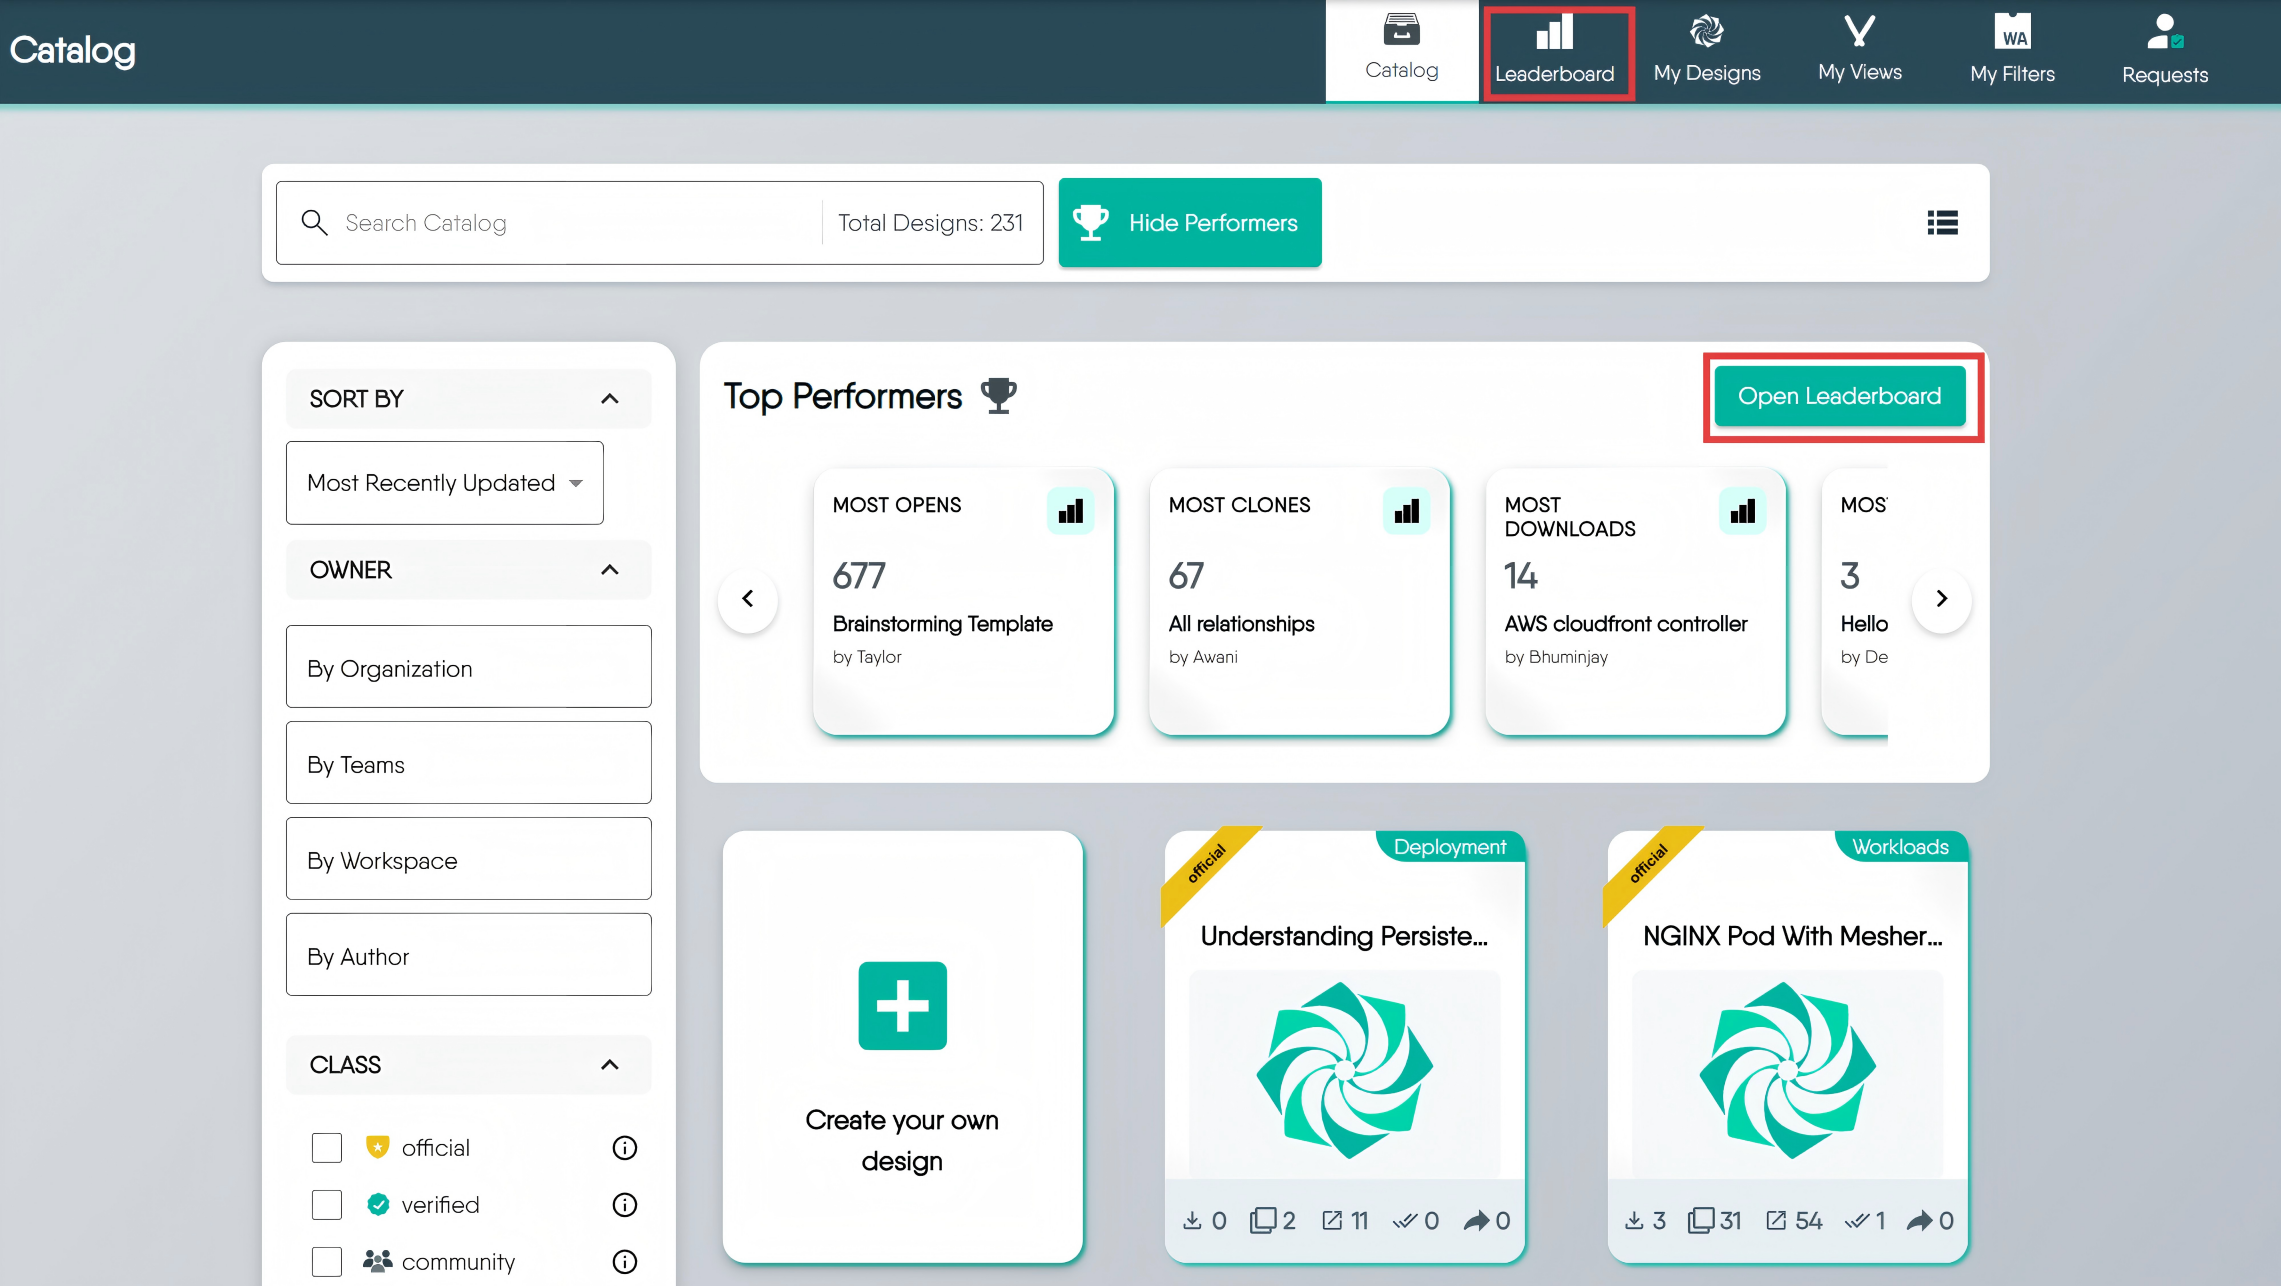 Catalog
Catalog
Leaderboard
My Designs
My Views
WA
My Filters
Requests
Search Catalog
Total Designs: 231
Hide Performers
SORT BY
Most Recently Updated
OWNER
By Organization
By Teams
By Workspace
By Author
CLASS
official
verified
community
Top Performers
Open Leaderboard
MOST OPENS
677
Brainstorming Template
by Taylor
MOST CLONES
67
All relationships
by Awani
MOST
DOWNLOADS
14
AWS cloudfront controller
by Bhuminjay
MOS
3
Hello
by De
Create your own
design
official
Deployment
Understanding Persiste...
0 2 11 0 0
official
Workloads
NGINX Pod With Mesher...
3 31 54 1 0